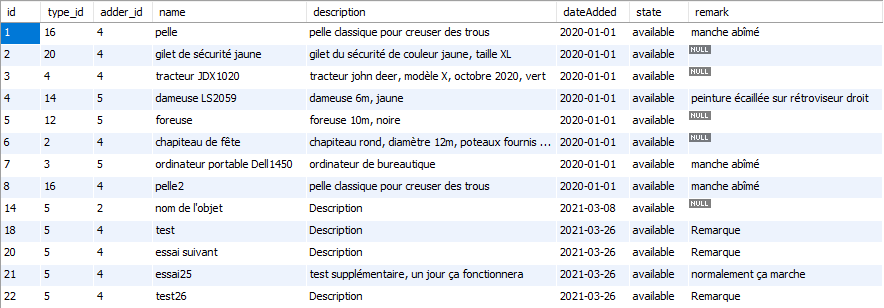 id type_id adder_id name description dateAdded state remark
1 16 4 pelle pelle classique pour creuser des trous 2020-01-01 available manche abîmé
2 20 4 gilet de sécurité jaune gilet du sécurité de couleur jaune, taille XL 2020-01-01 available NULL
3 4 4 tracteur JDX1020 tracteur john deer, modèle X, octobre 2020, vert 2020-01-01 available NULL
4 14 5 dameuse LS2059 dameuse 6m, jaune 2020-01-01 available peinture écaillée sur rétroviseur droit
5 12 5 foreuse foreuse 10m, noire 2020-01-01 available NULL
6 2 4 chapiteau de fête chapiteau rond, diamètre 12m, poteaux fournis ... 2020-01-01 available NULL
7 3 5 ordinateur portable Dell1450 ordinateur de bureautique 2020-01-01 available manche abîmé
8 16 4 pelle2 pelle classique pour creuser des trous 2020-01-01 available manche abîmé
14 5 2 nom de l'objet Description 2021-03-08 available NULL
18 5 4 test Description 2021-03-26 available Remarque
20 5 4 essai suivant Description 2021-03-26 available Remarque
21 5 4 essai25 test supplémentaire, un jour ça fonctionnera 2021-03-26 available normalement ça marche
22 5 4 test26 Description 2021-03-26 available Remarque